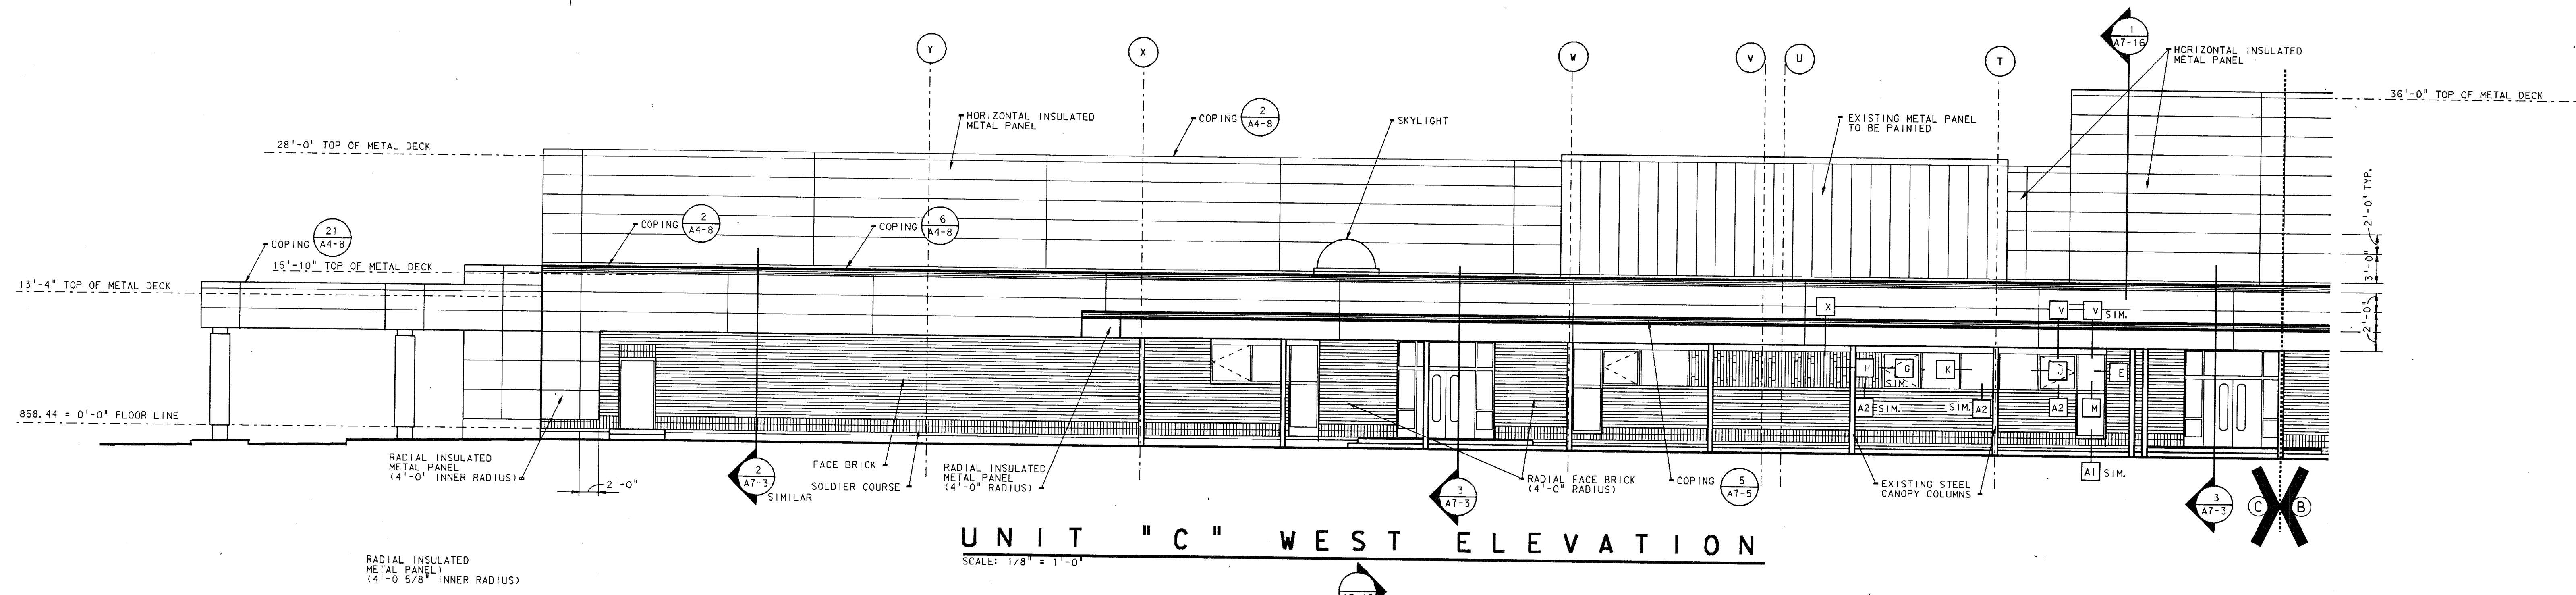 Y
X
W
V
U
T
1
A7-16
HORIZONTAL INSULATED
METAL PANEL
36'-0" TOP OF METAL DECK
HORIZONTAL INSULATED
METAL PANEL
COPING
2
A4-8
SKYLIGHT
EXISTING METAL PANEL
TO BE PAINTED
28'-0" TOP OF METAL DECK
2'-0" TYP.
3'-0"
2'-0"
21
A4-8
COPING
COPING
2
A4-8
COPING
6
A4-8
15'-10" TOP OF METAL DECK
13'-4" TOP OF METAL DECK
X
V
V
SIM.
H
G
SIM.
K
J
E
A2
SIM.
SIM.
A2
A2
M
A1
SIM.
858.44 = 0'-0" FLOOR LINE
RADIAL INSULATED
METAL PANEL
(4'-0" INNER RADIUS)
2'-0"
2
A7-3
SIMILAR
FACE BRICK
SOLDIER COURSE
RADIAL INSULATED
METAL PANEL
(4'-0" RADIUS)
3
A7-3
RADIAL FACE BRICK
(4'-0" RADIUS)
COPING
5
A7-5
EXISTING STEEL
CANOPY COLUMNS
3
A7-3
C
B
UNIT "C" WEST ELEVATION
SCALE: 1/8" = 1'-0"
RADIAL INSULATED
METAL PANEL)
(4'-0 5/8" INNER RADIUS)